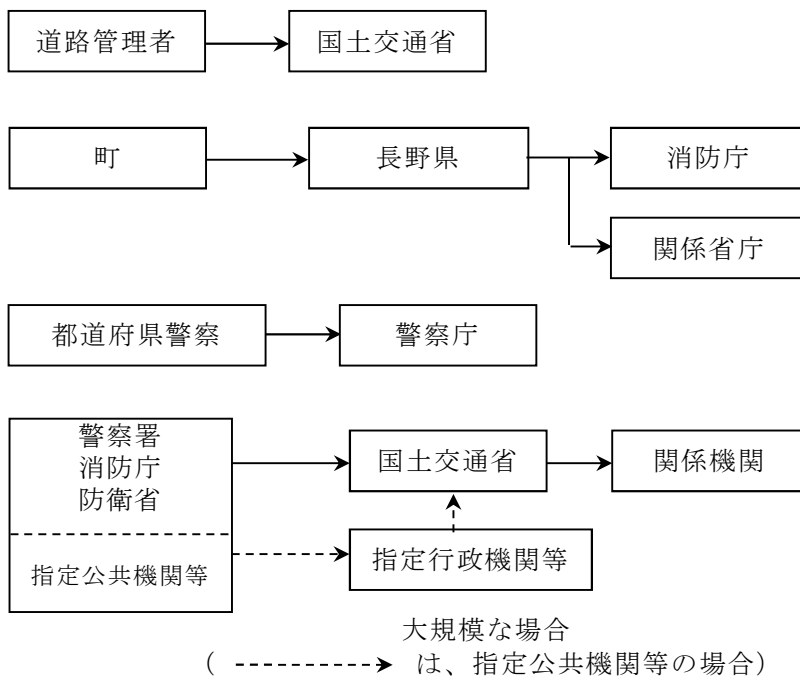 道路管理者
国土交通省
町
長野県
消防庁
関係省庁
都道府県警察
警察庁
警察署
消防庁
防衛省
国土交通省
関係機関
指定公共機関等
指定行政機関等
大規模な場合
( は、指定公共機関等の場合)